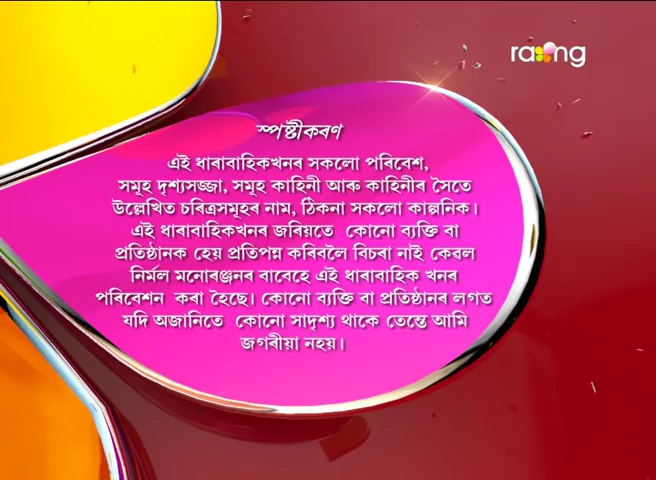 rang
স্পষ্টীকৰণ
এই ধাৰাবাহিকখনৰ সকলো পৰিবেশ,
সমূহ দৃশ্যসজ্জা, সমূহ কাহিনী আৰু কাহিনীৰ সৈতে
উল্লেখিত চৰিত্ৰসমূহৰ নাম, ঠিকনা সকলো কাল্পনিক।
এই ধাৰাবাহিকখনৰ জৰিয়তে কোনো ব্যক্তি বা
প্ৰতিষ্ঠানক হেয় প্ৰতিপন্ন কৰিবলৈ বিচৰা নাই কেৱল
নিৰ্মল মনোৰঞ্জনৰ বাবেহে এই ধাৰাবাহিক খনৰ
পৰিবেশন কৰা হৈছে। কোনো ব্যক্তি বা প্ৰতিষ্ঠানৰ লগত
যদি অজানিতে কোনো সাদৃশ্য থাকে তেন্তে আমি
জগৰীয়া নহয়।